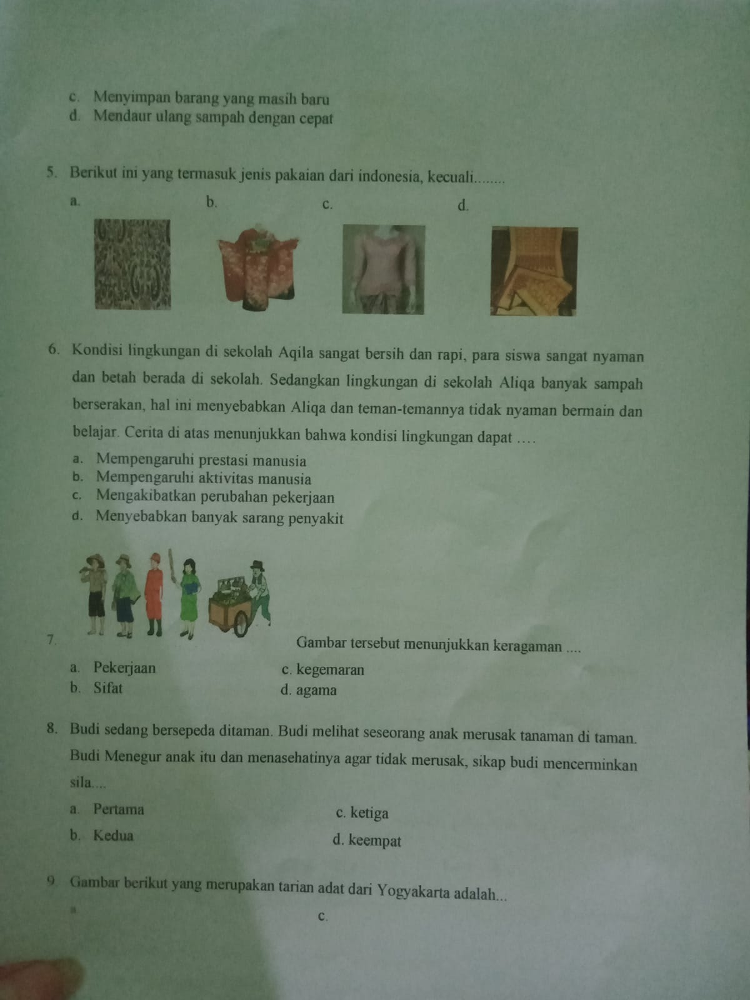 c. Menyimpan barang yang masih baru
d. Mendaur ulang sampah dengan cepat
5. Berikut ini yang termasuk jenis pakaian dari indonesia, kecuali........
a. b. c. d.
6. Kondisi lingkungan di sekolah Aqila sangat bersih dan rapi, para siswa sangat nyaman
dan betah berada di sekolah. Sedangkan lingkungan di sekolah Aliqa banyak sampah
berserakan, hal ini menyebabkan Aliqa dan teman-temannya tidak nyaman bermain dan
belajar. Cerita di atas menunjukkan bahwa kondisi lingkungan dapat ....
a. Mempengaruhi prestasi manusia
b. Mempengaruhi aktivitas manusia
c. Mengakibatkan perubahan pekerjaan
d. Menyebabkan banyak sarang penyakit
7. Gambar tersebut menunjukkan keragaman ....
a. Pekerjaan c. kegemaran
b. Sifat d. agama
8. Budi sedang bersepeda ditaman. Budi melihat seseorang anak merusak tanaman di taman.
Budi Menegur anak itu dan menasehatinya agar tidak merusak, sikap budi mencerminkan
sila....
a. Pertama c. ketiga
b. Kedua d. keempat
9 Gambar berikut yang merupakan tarian adat dari Yogyakarta adalah...
a c.